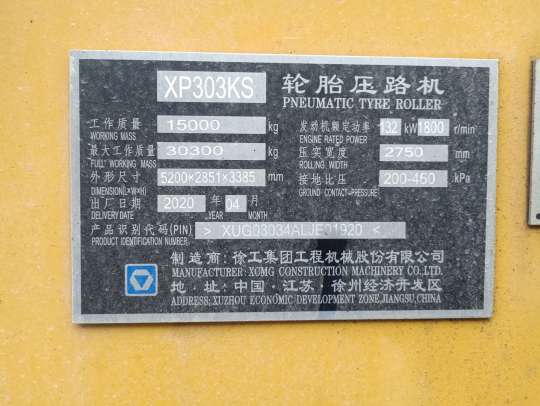 XP303KS 轮胎压路机
PNEUMATIC TYRE ROLLER
工作质量 15000 kg 发动机额定功率 132 kW 1800 r/min
WORKING MASS ENGINE RATED POWER
最大工作质量 30300 kg 压实宽度 2750 mm
FULL WORKING MASS ROLLING WIDTH
外形尺寸 5200×2851×3385 mm 接地比压 200-450 kPa
DIMENSION(L×W×H) GROUND CONTACT-PRESSURE
出厂日期 2020 年 04 月
DELIVERY DATE YEAR MONTH
产品识别代码(PIN) > XUG03034ALJE01920 <
PRODUCT IDENTIFICATION NUMBER
制造商:徐工集团工程机械股份有限公司
MANUFACTURER: XCMG CONSTRUCTION MACHINERY CO.,LTD.
地·址:中国·江苏·徐州经济开发区
ADDRESS: XUZHOU ECONOMIC DEVELOPMENT ZONE,JIANGSU,CHINA